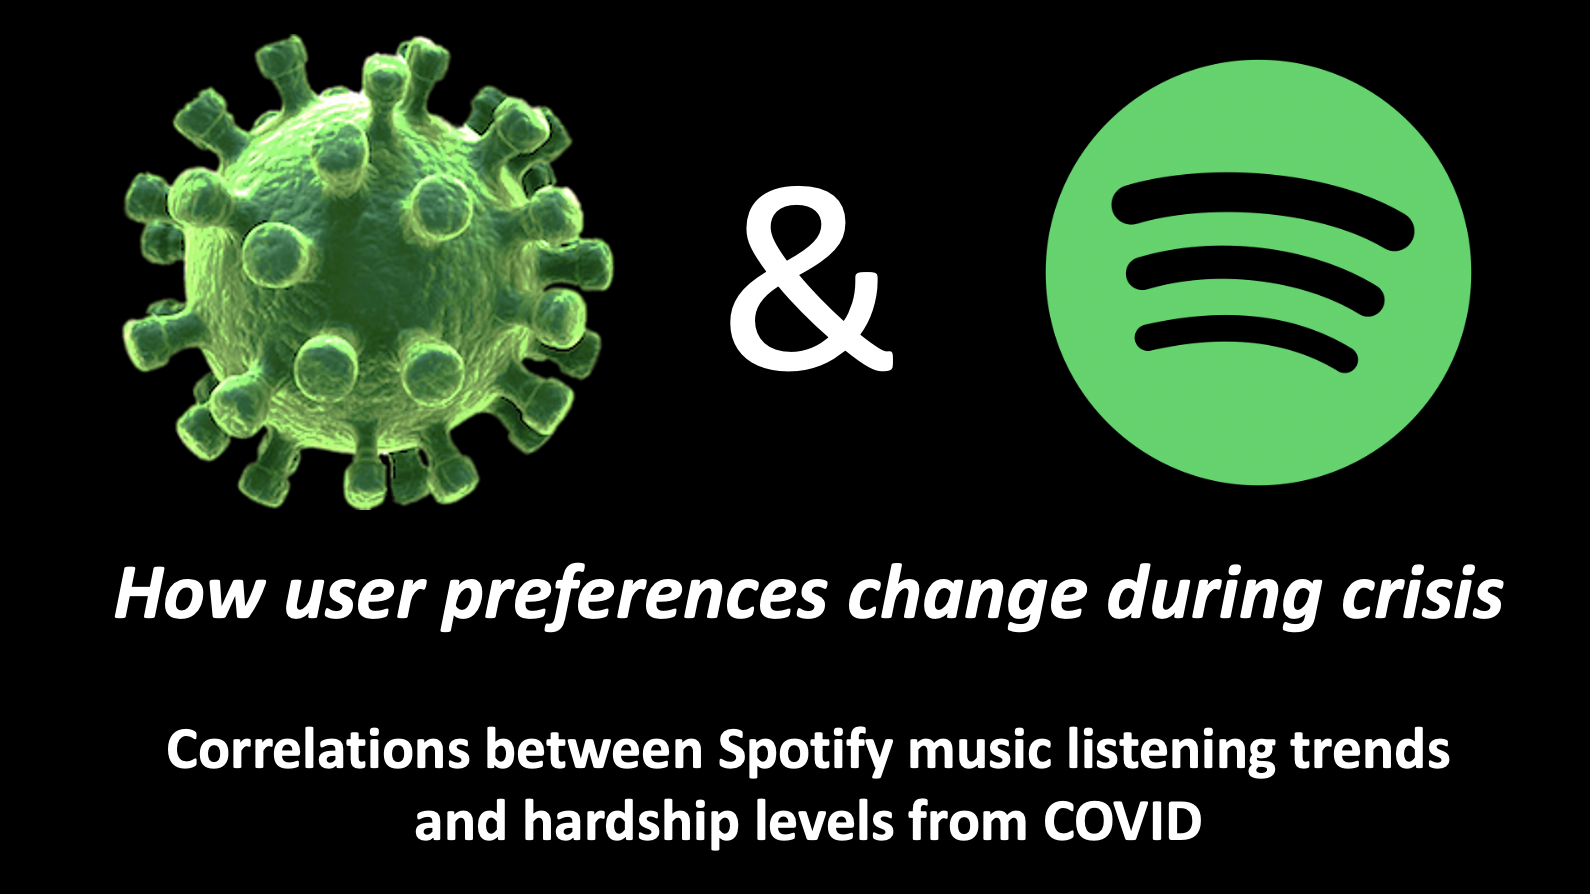 &
How user preferences change during crisis
Correlations between Spotify music listening trends
and hardship levels from COVID